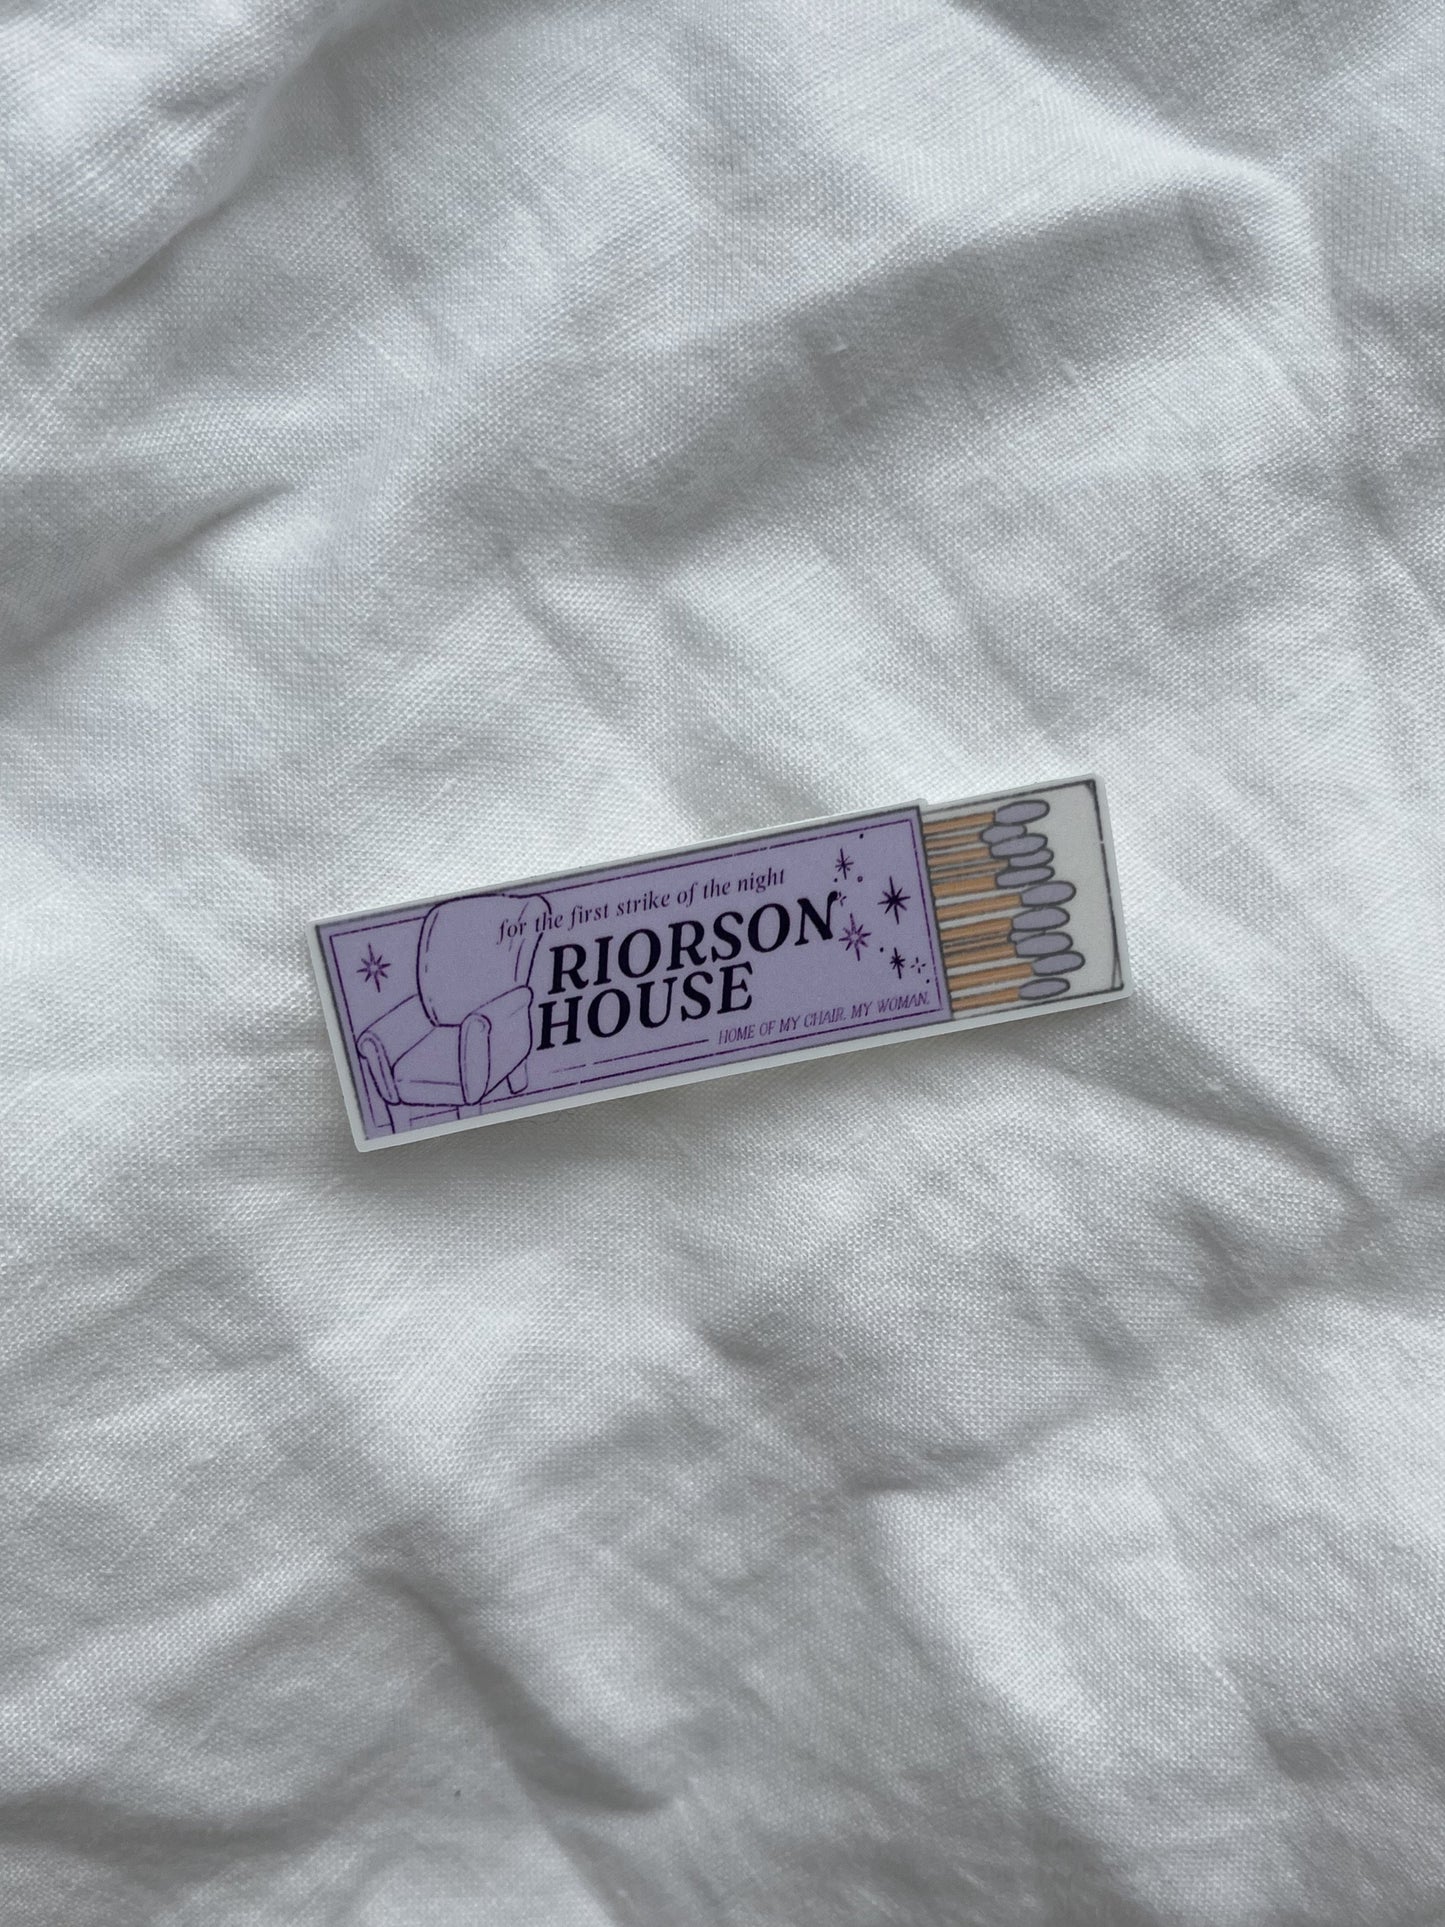 for the first strike of the night
RIORSON
HOUSE
HOME OF MY CHAIR, MY WOMAN.